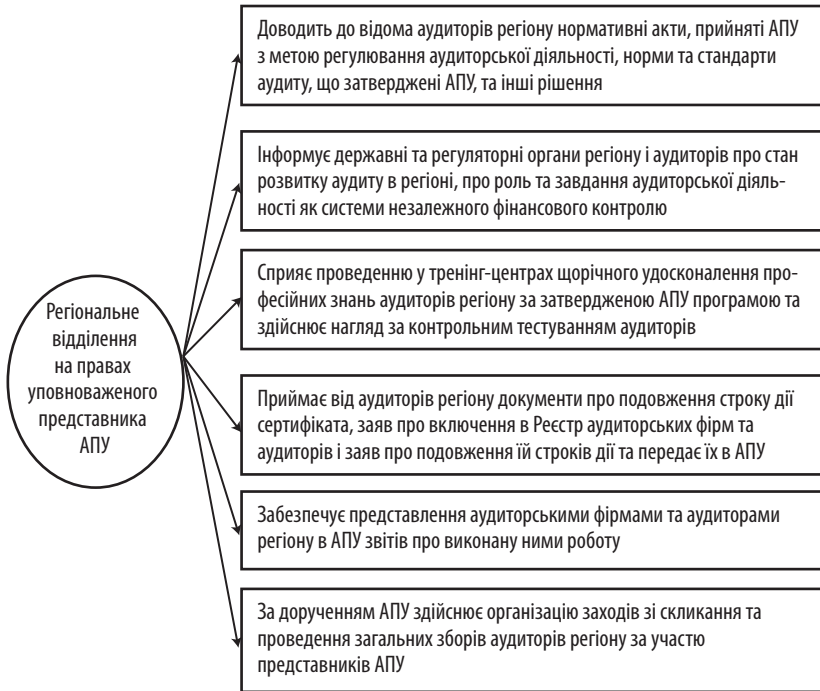 Доводить до відома аудиторів регіону нормативні акти, прийняті АПУ
з метою регулювання аудиторської діяльності, норми та стандарти
аудиту, що затверджені АПУ, та інші рішення
Інформує державні та регуляторні органи регіону і аудиторів про стан
розвитку аудиту в регіоні, про роль та завдання аудиторської діяль-
ності як системи незалежного фінансового контролю
Сприяє проведенню у тренінг-центрах щорічного удосконалення про-
фесійних знань аудиторів регіону за затвердженою АПУ програмою та
здійснює нагляд за контрольним тестуванням аудиторів
Регіональне
відділення
на правах
уповноваженого
представника
АПУ
Приймає від аудиторів регіону документи про подовження строку дії
сертифіката, заяв про включення в Реєстр аудиторських фірм та
аудиторів і заяв про подовження їй строків дії та передає їх в АПУ
Забезпечує представлення аудиторськими фірмами та аудиторами
регіону в АПУ звітів про виконану ними роботу
За дорученням АПУ здійснює організацію заходів зі скликання та
проведення загальних зборів аудиторів регіону за участю
представників АПУ